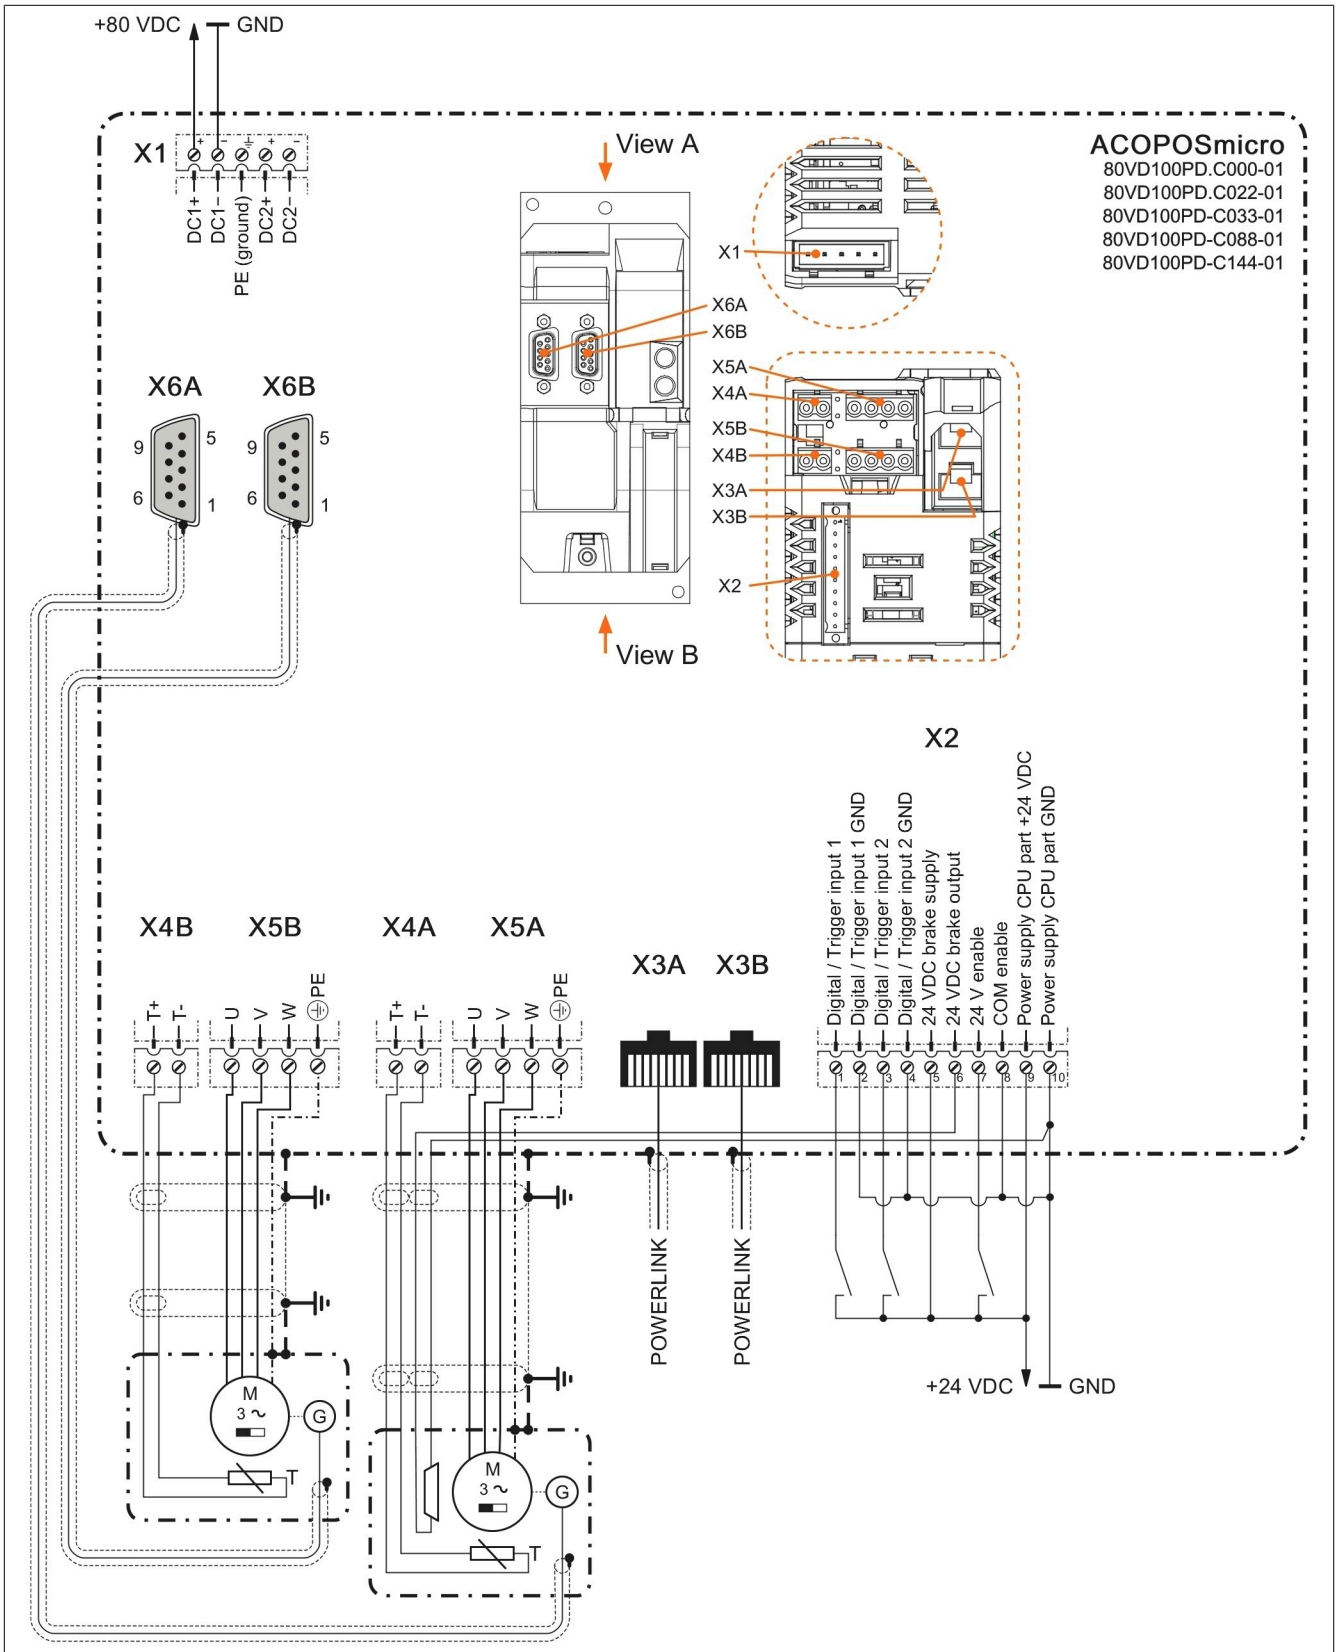 +80 VDC
GND
X1
+
−
+
−
DC1+
DC1−
PE (ground)
DC2+
DC2−
View A
ACOPOSmicro
80VD100PD.C000-01
80VD100PD.C022-01
80VD100PD-C033-01
80VD100PD-C088-01
80VD100PD-C144-01
X1
X6A
X6B
X5A
X4A
X5B
X4B
X3A
X3B
X2
View B
X6A
X6B
9
5
6
1
9
5
6
1
X2
Digital / Trigger input 1
Digital / Trigger input 1 GND
Digital / Trigger input 2
Digital / Trigger input 2 GND
24 VDC brake supply
24 VDC brake output
24 V enable
COM enable
Power supply CPU part +24 VDC
Power supply CPU part GND
1
2
3
4
5
6
7
8
9
10
X4B
X5B
X4A
X5A
X3A
X3B
T+
T-
U
V
W
PE
T+
T-
U
V
W
PE
POWERLINK
POWERLINK
+24 VDC
GND
M
3 ~
G
T
M
3 ~
G
T